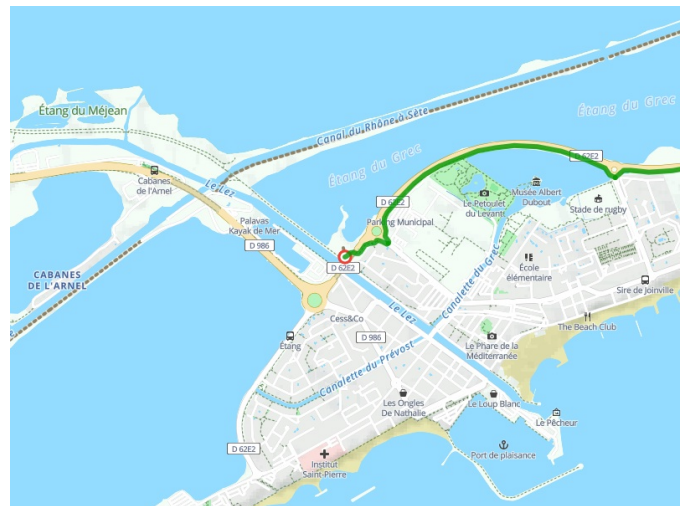 Étang du Méjean
Canal du Rhône à Sète
Étang du Grec
Étang du Grec
D 62E2
Cabanes
de l'Arnel
Le Lez
Musée Albert
Dubout
D 62E2
Le Petoulet
du Levant
Stade de rugby
Parking Municipal
Palavas
Kayak de Mer
D 986
CABANES
DE L'ARNEL
D 62E2
École
élémentaire
Canalette du Grec
Sire de Joinville
Le Lez
Cess&Co
The Beach Club
D 986
Étang
Le Phare de la
Méditerranée
Canalette du Prévost
Les Ongles
De Nathalie
Le Loup Blanc
Le Pêcheur
D 62E2
Port de plaisance
Institut
Saint-Pierre